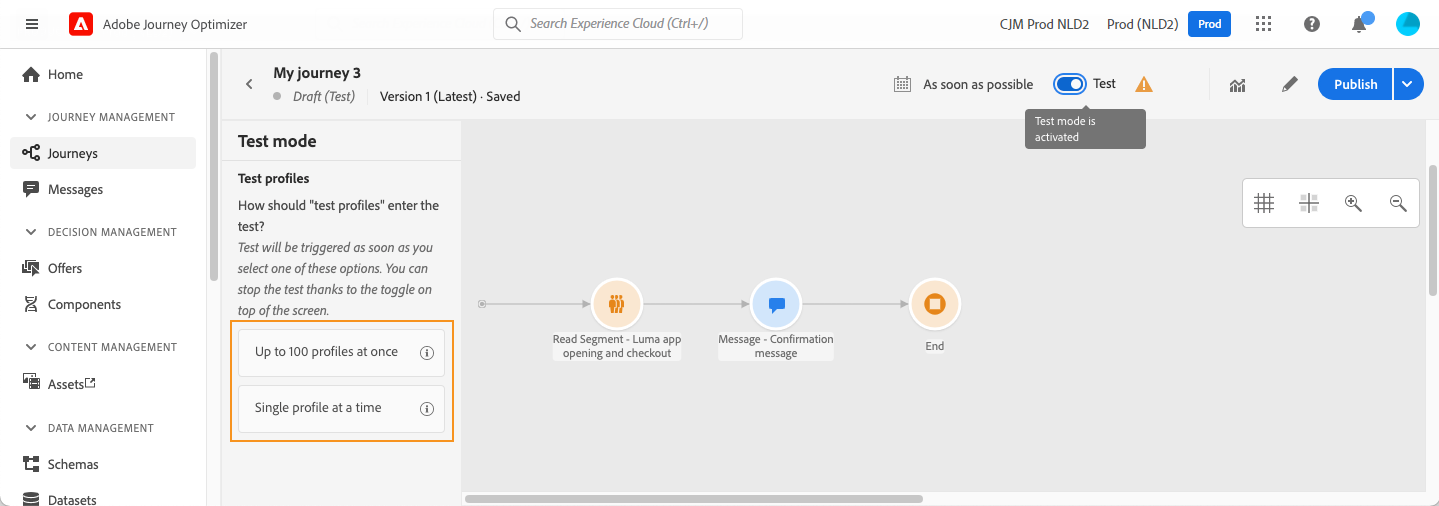 Adobe Journey Optimizer
Search Experience Cloud (Ctrl+/)
CJM Prod NLD2
Prod (NLD2)
Prod
Home
JOURNEY MANAGEMENT
Journeys
Messages
DECISION MANAGEMENT
Offers
Components
CONTENT MANAGEMENT
Assets
DATA MANAGEMENT
Schemas
Datasets
My journey 3
Draft (Test)
Version 1 (Latest) · Saved
As soon as possible
Test
Publish
Test mode is
activated
Test mode
Test profiles
How should "test profiles" enter the
test?
Test will be triggered as soon as you
select one of these options. You can
stop the test thanks to the toggle on
top of the screen.
Up to 100 profiles at once
Single profile at a time
Read Segment - Luma app
opening and checkout
Message - Confirmation
message
End